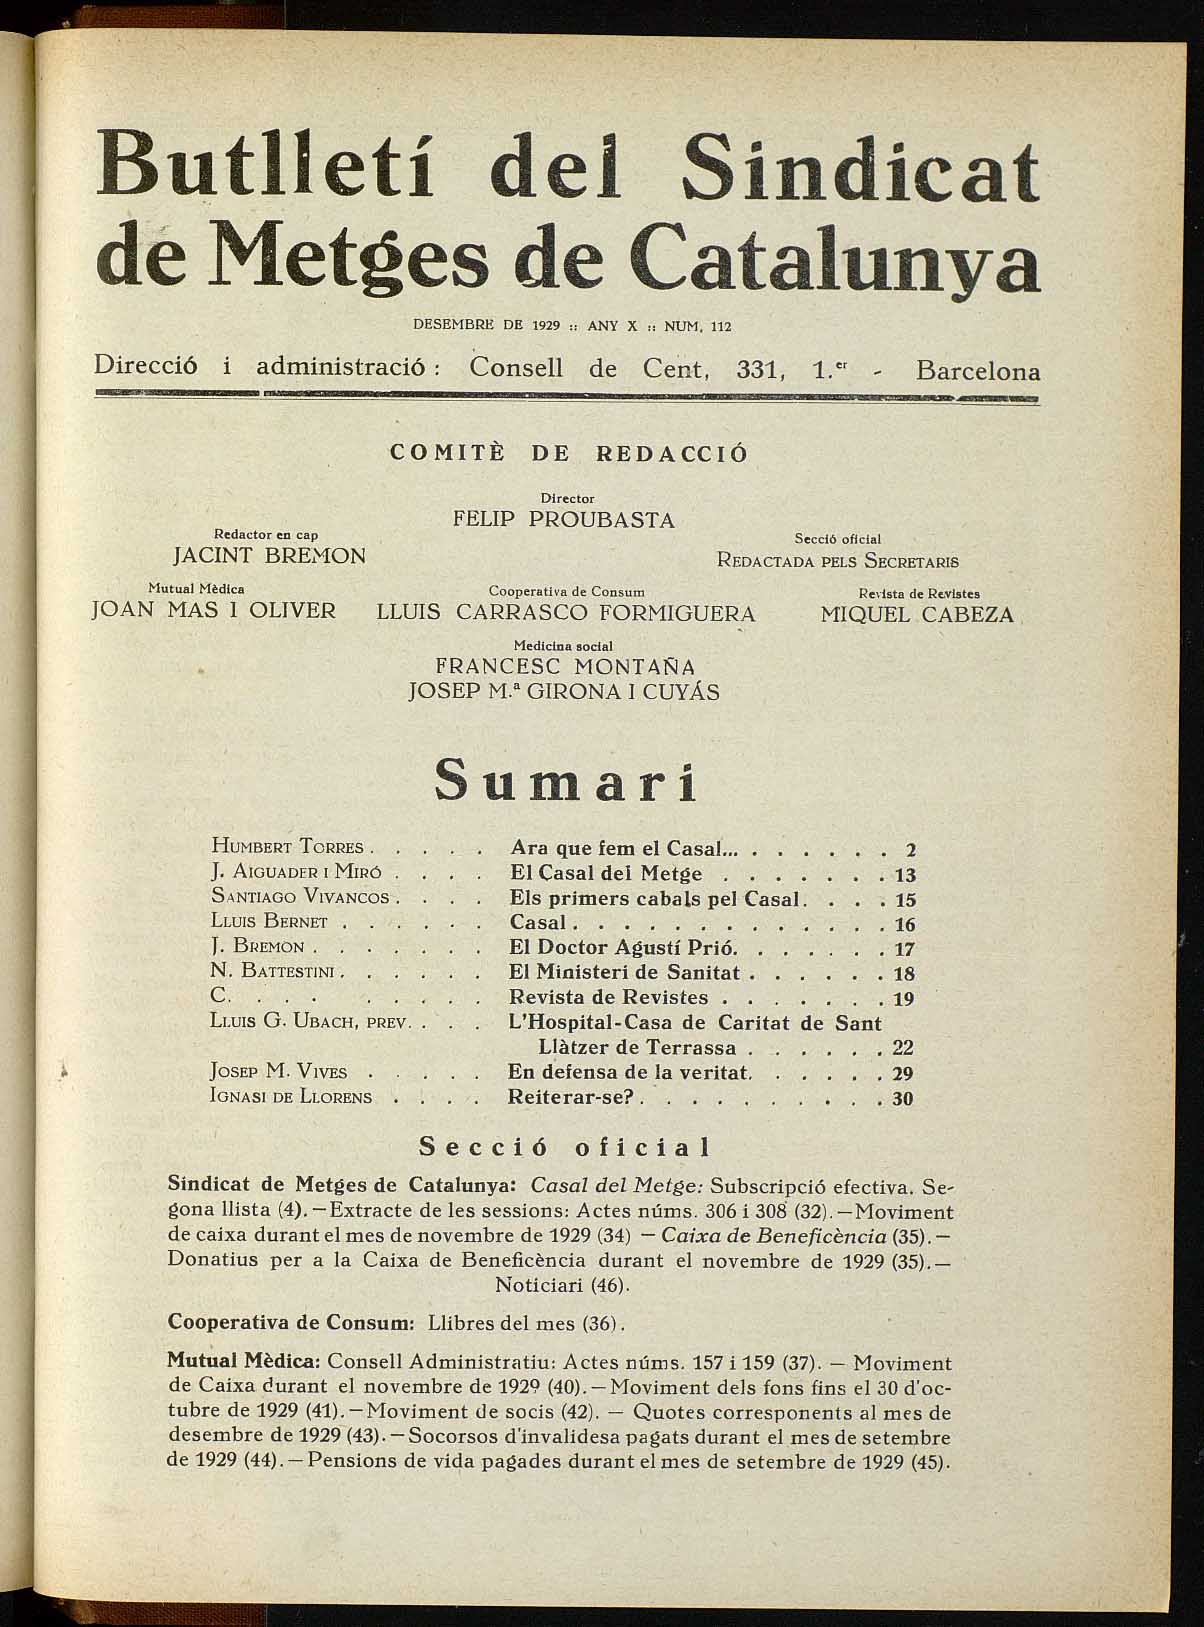 Butlletí del Sindicat
de Metges de Catalunya
DESEMBRE DE 1929 :: ANY X :: NUM. 112
Direcció i administració : Consell de Cent, 331, 1.er - Barcelona
COMITÈ DE REDACCIÓ
Director
FELIP PROUBASTA
Redactor en cap
JACINT BREMON
Secció oficial
REDACTADA PELS SECRETARIS
Mutual Mèdica
JOAN MAS I OLIVER
Cooperativa de Consum
LLUIS CARRASCO FORMIGUERA
Revista de Revistes
MIQUEL CABEZA
Medicina social
FRANCESC MONTAÑA
JOSEP M.ª GIRONA I CUYÁS
Sumari
HUMBERT TORRES . . . . . Ara que fem el Casal... . . . . . . 2
J. AIGUADER I MIRÓ . . . . El Casal del Metge . . . . . . . 13
SANTIAGO VIVANCOS . . . . Els primers cabals pel Casal. . . . 15
LLUIS BERNET . . . . . . Casal . . . . . . . . . . . . . 16
J. BREMON . . . . . . . El Doctor Agustí Prió. . . . . . . 17
N. BATTESTINI . . . . . . El Ministeri de Sanitat . . . . . . 18
C. . . . . . . . . Revista de Revistes . . . . . . . 19
LLUIS G. UBACH, PREV. . . . L'Hospital-Casa de Caritat de Sant
Llàtzer de Terrassa . . . . . . 22
JOSEP M. VIVES . . . . . En defensa de la veritat. . . . . . 29
IGNASI DE LLORENS . . . . Reiterar-se? . . . . . . . . . . 30
Secció oficial
Sindicat de Metges de Catalunya: Casal del Metge: Subscripció efectiva. Se-
gona llista (4). — Extracte de les sessions: Actes núms. 306 i 308 (32). — Moviment
de caixa durant el mes de novembre de 1929 (34) — Caixa de Beneficència (35). —
Donatius per a la Caixa de Beneficència durant el novembre de 1929 (35). —
Noticiari (46).
Cooperativa de Consum: Llibres del mes (36).
Mutual Mèdica: Consell Administratiu: Actes núms. 157 i 159 (37). — Moviment
de Caixa durant el novembre de 1929 (40). — Moviment dels fons fins el 30 d'oc-
tubre de 1929 (41). — Moviment de socis (42). — Quotes corresponents al mes de
desembre de 1929 (43). — Socorsos d'invalidesa pagats durant el mes de setembre
de 1929 (44). — Pensions de vida pagades durant el mes de setembre de 1929 (45).